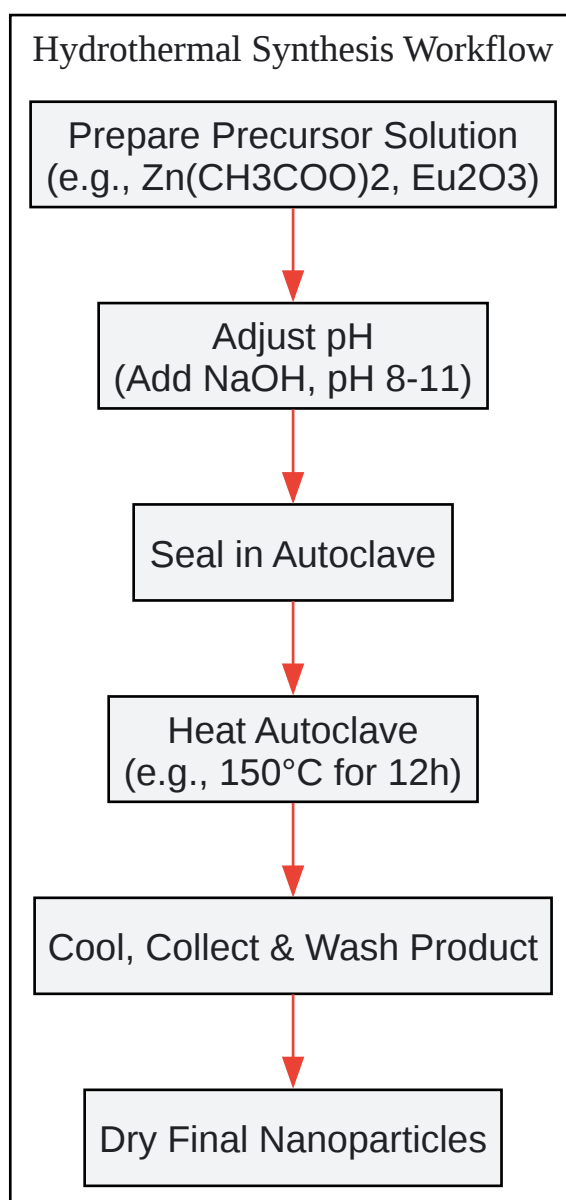 Hydrothermal Synthesis Workflow
Prepare Precursor Solution
(e.g., Zn(CH3COO)2, Eu2O3)
Adjust pH
(Add NaOH, pH 8-11)
Seal in Autoclave
Heat Autoclave
(e.g., 150°C for 12h)
Cool, Collect & Wash Product
Dry Final Nanoparticles